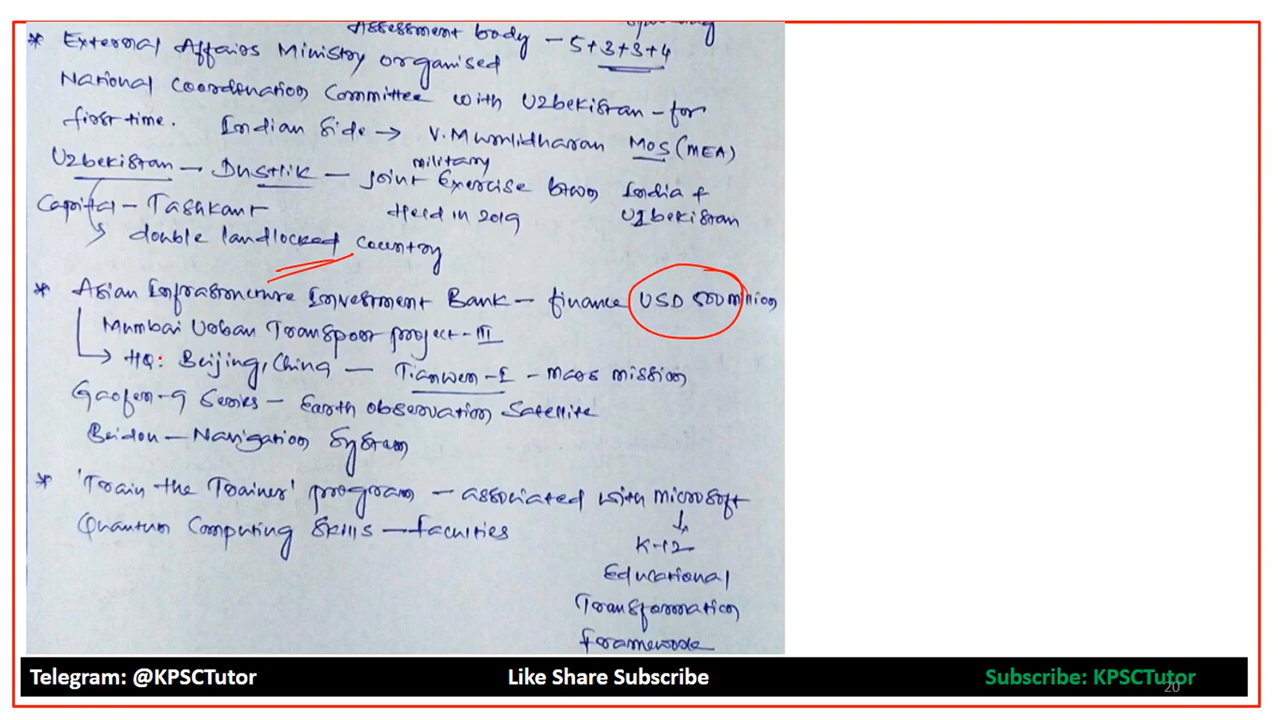 Assessment body – 5+3+3+4
* External Affairs Ministry organised
National Coordination Committee with Uzbekistan – for
first time. Indian Side → V. Murulidharan MOS (MEA)
Uzbekistan – Dustlik – joint military Exercise btwn India &
Uzbekistan
Capital – Tashkant Held in 2019
double landlocked country
* Asian Infrastructure Investment Bank – finance USD 500 million
Mumbai Urban Transpoor project – III
HQ: Beijing, China – Tianwen – I – mars mission
Gaofen-9 Series – Earth observation Satellite
Beidou – Navigation System
* 'Train the Trainer' program – associated with microsoft
Quantum Computing Skills – faculties
K-12
Educational
Transformation
framework
Telegram: @KPSCTutor Like Share Subscribe Subscribe: KPSCTutor
20